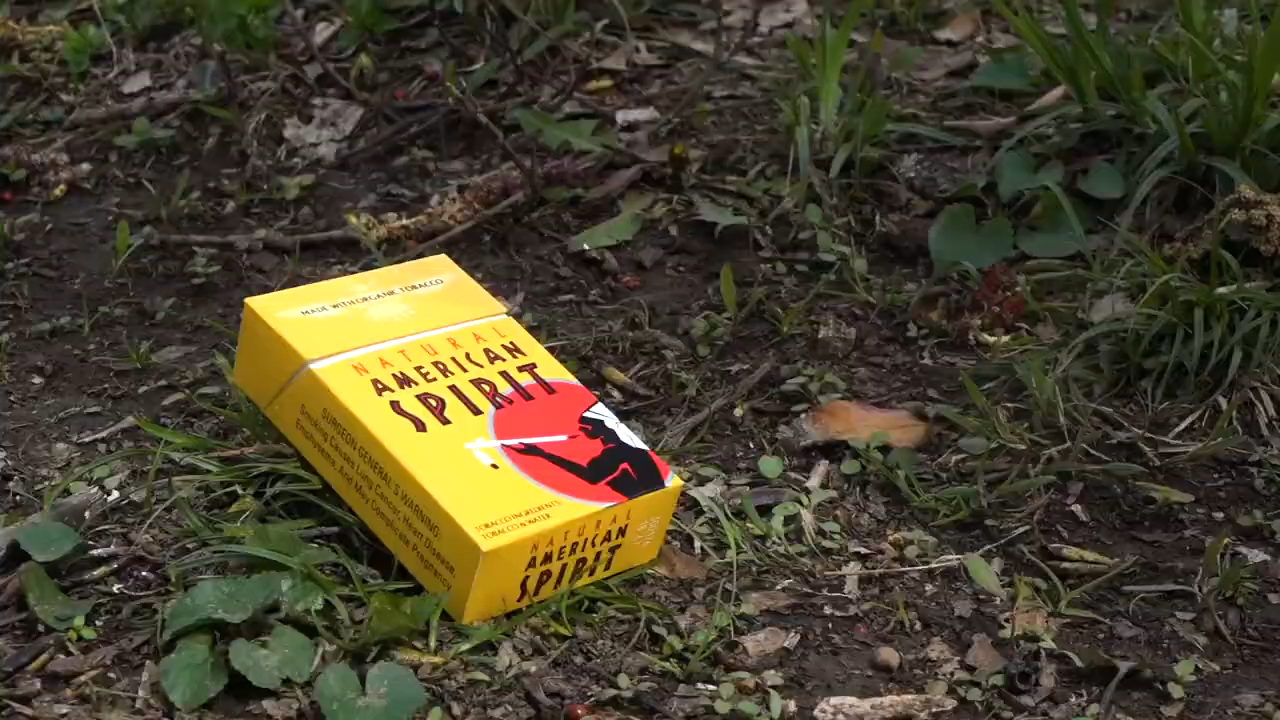 MADE WITH ORGANIC TOBACCO
NATURAL
AMERICAN
SPIRIT
SURGEON GENERAL'S WARNING:
Smoking Causes Lung Cancer, Heart Disease,
Emphysema, And May Complicate Pregnancy.
TOBACCO INGREDIENTS:
TOBACCO & WATER
NATURAL
AMERICAN
SPIRIT